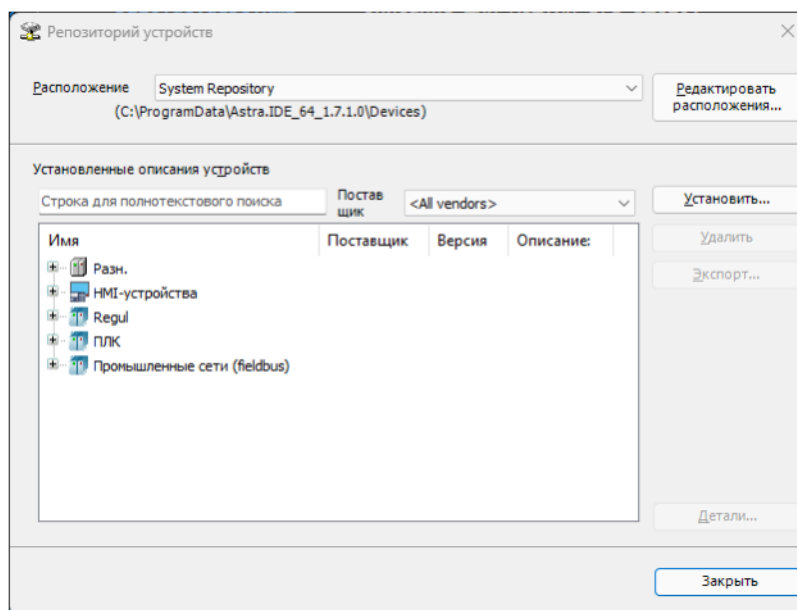 Репозиторий устройств
Расположение
System Repository
Редактировать
расположения...
(C:\ProgramData\Astra.IDE_64_1.7.1.0\Devices)
Установленные описания устройств
Строка для полнотекстового поиска
Постав
щик
<All vendors>
Установить...
Имя
Поставщик
Версия
Описание:
Удалить
Разн.
Экспорт...
HMI-устройства
Regul
ПЛК
Промышленные сети (fieldbus)
Детали...
Закрыть